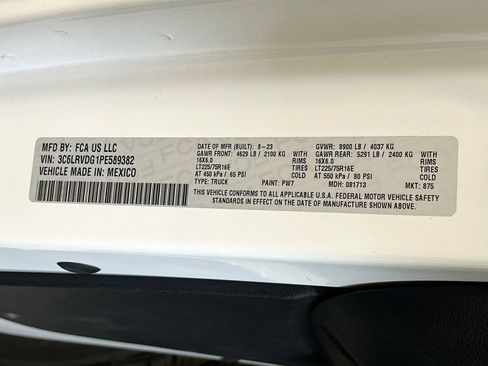 MFD BY: FCA US LLC
VIN: 3C6LRVDG1PE589382
VEHICLE MADE IN: MEXICO
DATE OF MFR (BUILT): 8-23
GAWR FRONT: 4629 LB / 2100 KG
16X6.0 RIMS
LT225/75R16E TIRES
AT 450 kPa / 65 PSI COLD
TYPE: TRUCK PAINT: PW7
GVWR: 8900 LB / 4037 KG
GAWR REAR: 5291 LB / 2400 KG
16X6.0 RIMS
LT225/75R16E TIRES
AT 550 kPa / 80 PSI COLD
MDH: 081713 MKT: 875
THIS VEHICLE CONFORMS TO ALL APPLICABLE U.S.A. FEDERAL MOTOR VEHICLE SAFETY
STANDARDS IN EFFECT ON THE DATE OF MANUFACTURE SHOWN ABOVE.